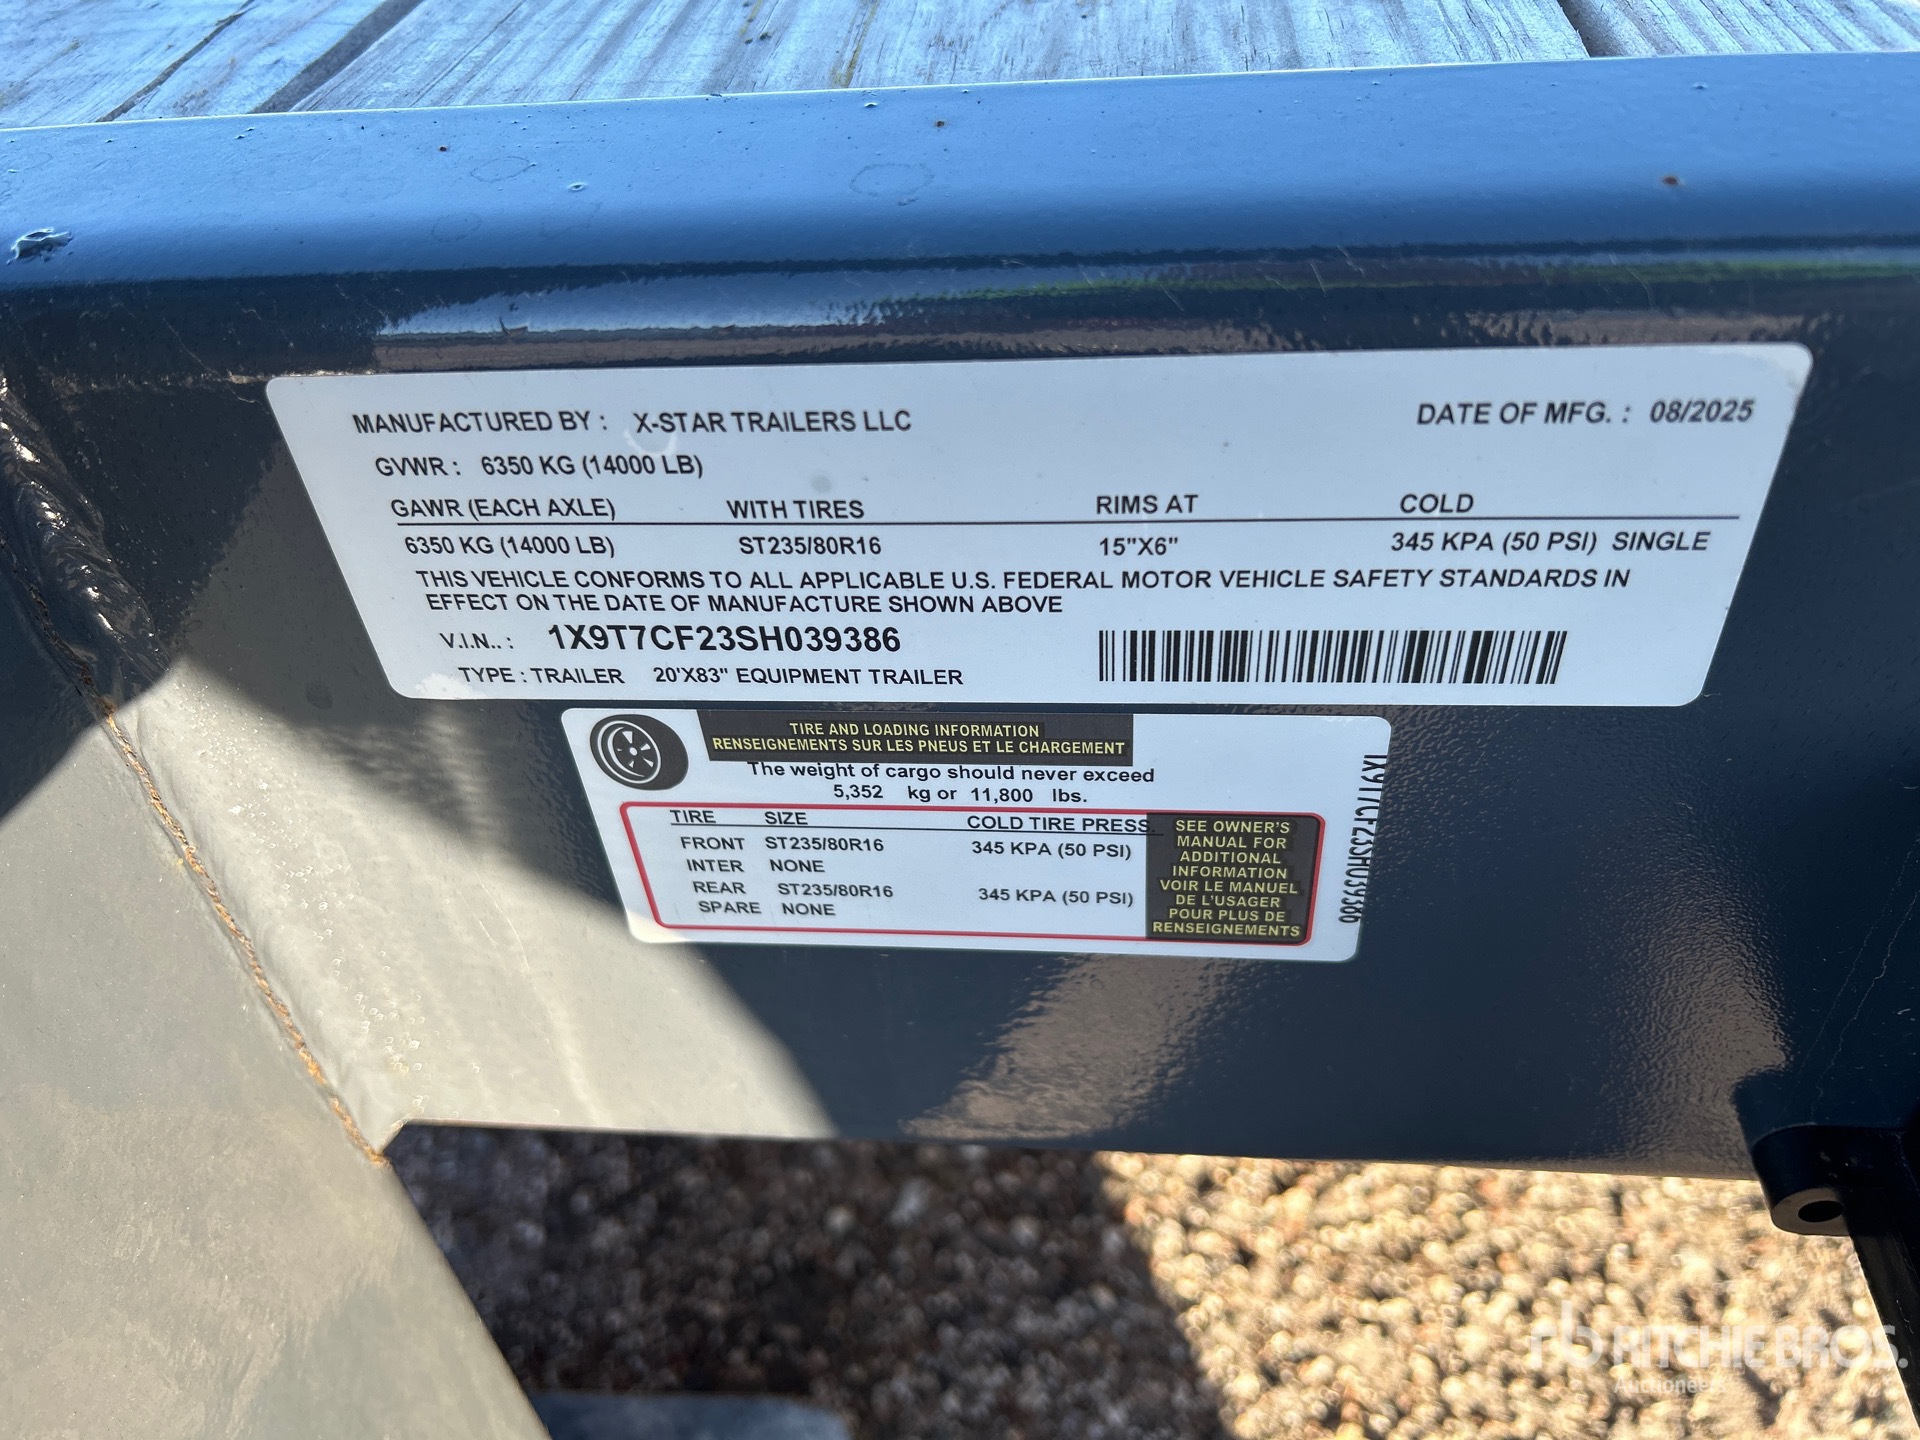 MANUFACTURED BY : X-STAR TRAILERS LLC DATE OF MFG. : 08/2025
GVWR : 6350 KG (14000 LB)
GAWR (EACH AXLE) WITH TIRES RIMS AT COLD
6350 KG (14000 LB) ST235/80R16 15"X6" 345 KPA (50 PSI) SINGLE
THIS VEHICLE CONFORMS TO ALL APPLICABLE U.S. FEDERAL MOTOR VEHICLE SAFETY STANDARDS IN
EFFECT ON THE DATE OF MANUFACTURE SHOWN ABOVE
V.I.N.. : 1X9T7CF23SH039386
TYPE : TRAILER 20'X83" EQUIPMENT TRAILER
TIRE AND LOADING INFORMATION
RENSEIGNEMENTS SUR LES PNEUS ET LE CHARGEMENT
The weight of cargo should never exceed
5,352 kg or 11,800 lbs.
TIRE SIZE COLD TIRE PRESS.
FRONT ST235/80R16 345 KPA (50 PSI)
INTER NONE
REAR ST235/80R16 345 KPA (50 PSI)
SPARE NONE
SEE OWNER'S
MANUAL FOR
ADDITIONAL
INFORMATION
VOIR LE MANUEL
DE L'USAGER
POUR PLUS DE
RENSEIGNEMENTS
1X9T7CF23SH039386
rb RITCHIE BROS.
Auctioneers